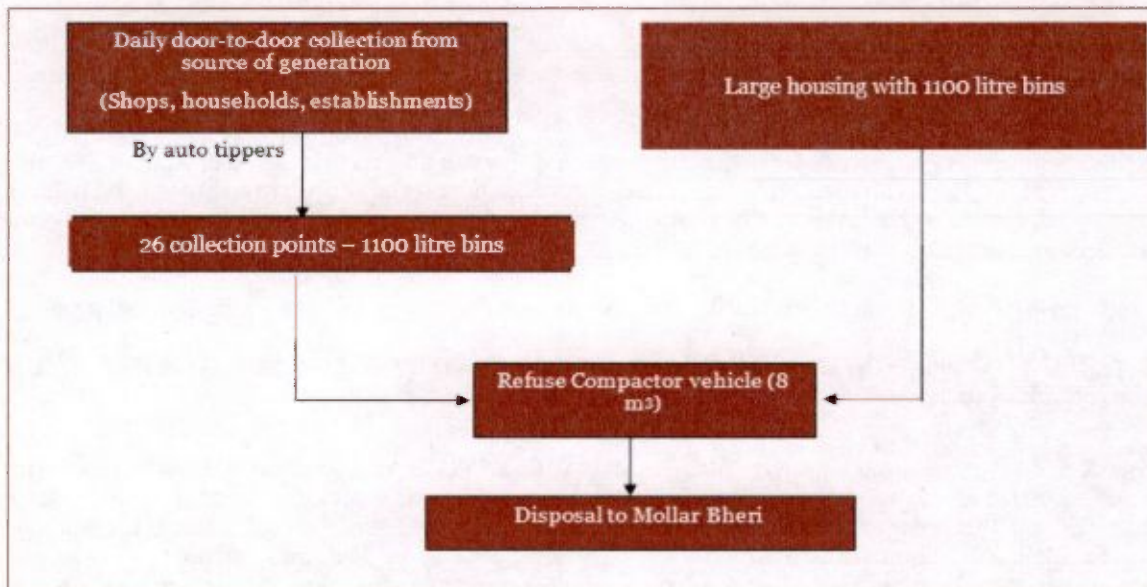 Daily door-to-door collection from
source of generation
(Shops, households, establishments)
Large housing with 1100 litre bins
By auto tippers
26 collection points – 1100 litre bins
Refuse Compactor vehicle (8
m3)
Disposal to Mollar Bheri